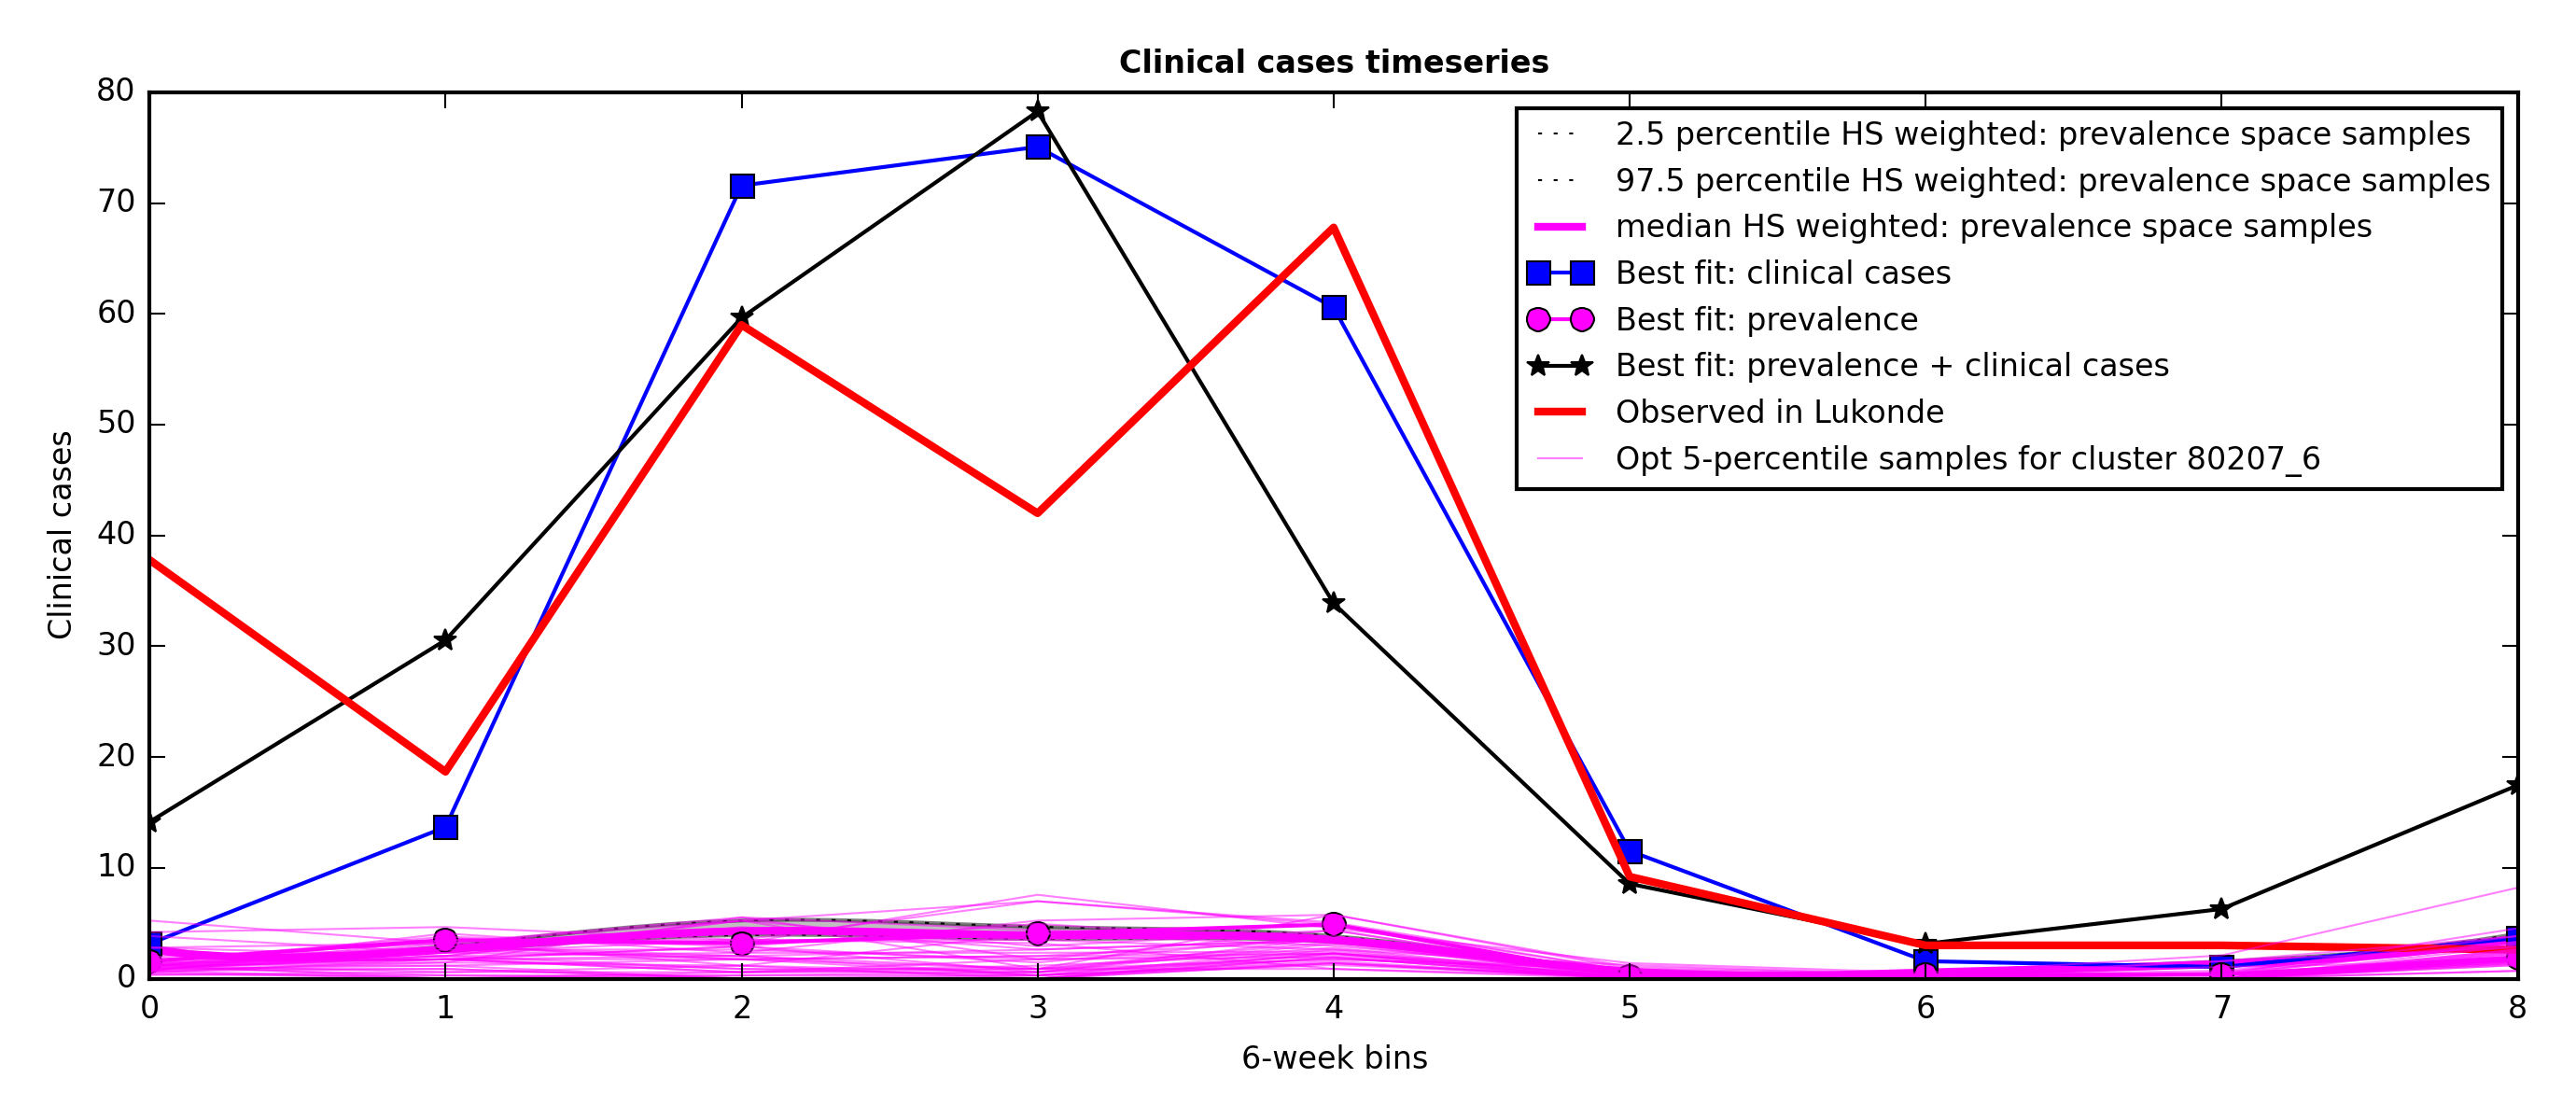 Clinical cases timeseries
80
70
60
50
40
30
20
10
0
Clinical cases
2.5 percentile HS weighted: prevalence space samples
97.5 percentile HS weighted: prevalence space samples
median HS weighted: prevalence space samples
Best fit: clinical cases
Best fit: prevalence
Best fit: prevalence + clinical cases
Observed in Lukonde
Opt 5-percentile samples for cluster 80207_6
0 1 2 3 4 5 6 7 8
6-week bins